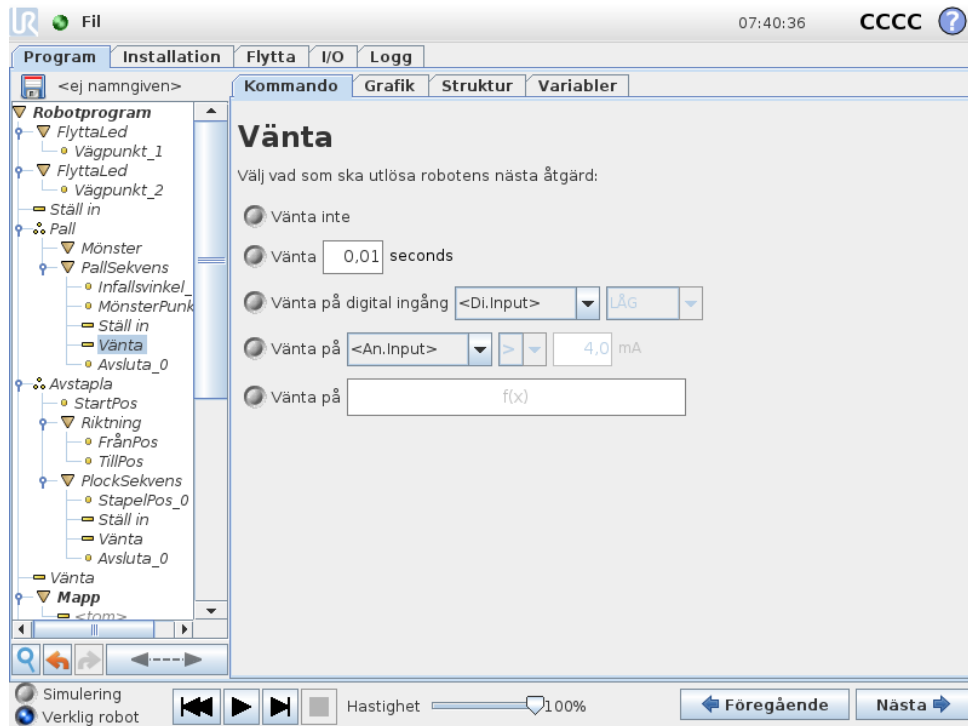 UR Fil 07:40:36 CCCC ?
Program Installation Flytta I/O Logg
<ej namngiven>
Kommando Grafik Struktur Variabler
Robotprogram
FlyttaLed
Vägpunkt_1
FlyttaLed
Vägpunkt_2
Ställ in
Pall
Mönster
PallSekvens
Infallsvinkel_
MönsterPunk
Ställ in
Vänta
Avsluta_0
Avstapla
StartPos
Riktning
FrånPos
TillPos
PlockSekvens
StapelPos_0
Ställ in
Vänta
Avsluta_0
Vänta
Mapp
<tom>
Vänta
Välj vad som ska utlösa robotens nästa åtgärd:
Vänta inte
Vänta 0,01 seconds
Vänta på digital ingång <Di.Input> LÅG
Vänta på <An.Input> > 4,0 mA
Vänta på f(x)
Simulering
Verklig robot
Hastighet 100%
Föregående Nästa